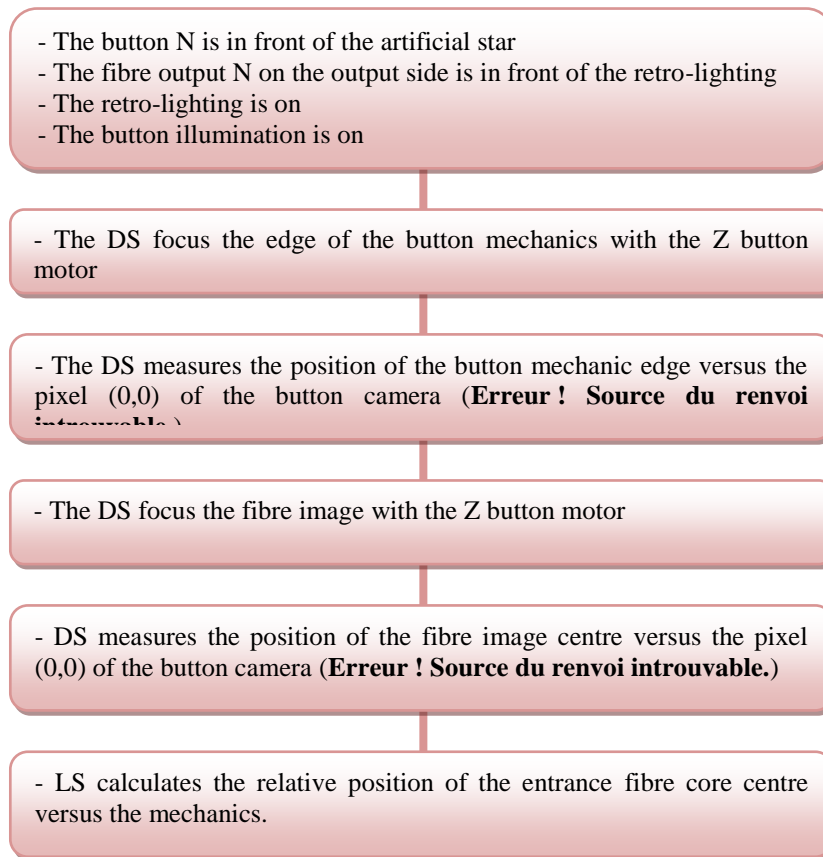 - The button N is in front of the artificial star
- The fibre output N on the output side is in front of the retro-lighting
- The retro-lighting is on
- The button illumination is on
- The DS focus the edge of the button mechanics with the Z button
motor
- The DS measures the position of the button mechanic edge versus the
pixel (0,0) of the button camera (Erreur ! Source du renvoi
introuvable.)
- The DS focus the fibre image with the Z button motor
- DS measures the position of the fibre image centre versus the pixel
(0,0) of the button camera (Erreur ! Source du renvoi introuvable.)
- LS calculates the relative position of the entrance fibre core centre
versus the mechanics.